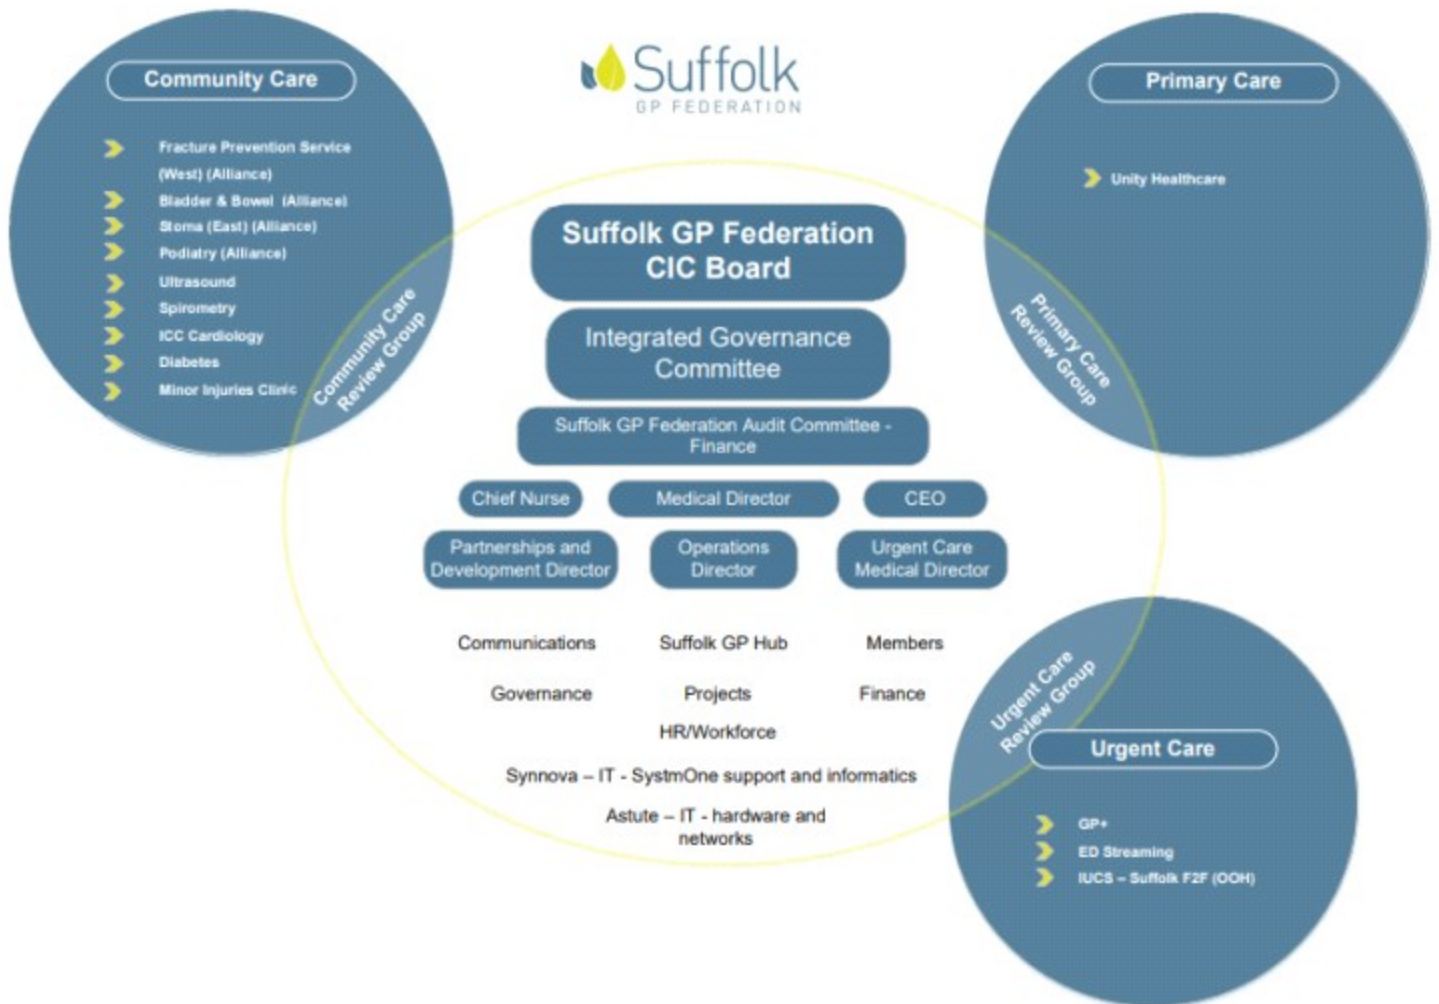 Suffolk
GP FEDERATION
Community Care
Fracture Prevention Service
(West) (Alliance)
Bladder & Bowel (Alliance)
Stoma (East) (Alliance)
Podiatry (Alliance)
Ultrasound
Spirometry
ICC Cardiology
Diabetes
Minor Injuries Clinic
Community Care
Review Group
Primary Care
Unity Healthcare
Primary Care
Review Group
Suffolk GP Federation
CIC Board
Integrated Governance
Committee
Suffolk GP Federation Audit Committee -
Finance
Chief Nurse
Medical Director
CEO
Partnerships and
Development Director
Operations
Director
Urgent Care
Medical Director
Communications
Suffolk GP Hub
Members
Governance
Projects
Finance
HR/Workforce
Synnova – IT - SystmOne support and informatics
Astute – IT - hardware and
networks
Urgent Care
Review Group
Urgent Care
GP+
ED Streaming
IUCS – Suffolk F2F (OOH)